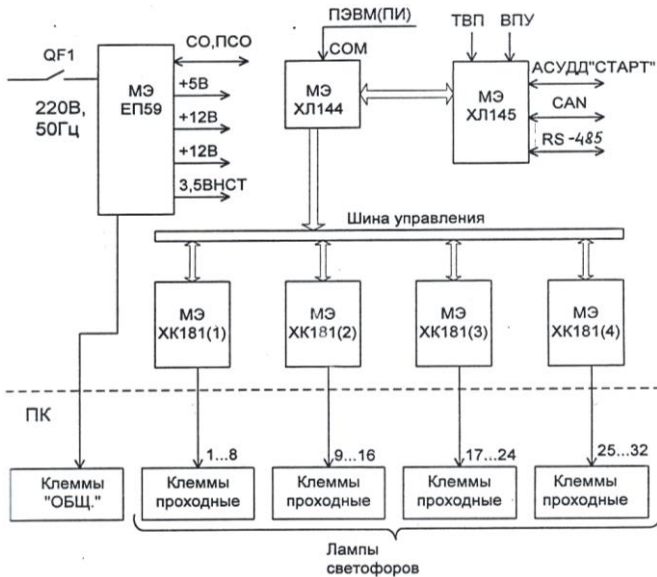 QF1
220В,
50Гц
МЭ
ЕП59
СО,ПСО
+5В
+12В
+12В
3,5ВНСТ
ПЭВМ(ПИ)
СОМ
МЭ
ХЛ144
ТВП
ВПУ
МЭ
ХЛ145
АСУДД"СТАРТ"
CAN
RS-485
Шина управления
МЭ
ХК181(1)
МЭ
ХК181(2)
МЭ
ХК181(3)
МЭ
ХК181(4)
ПК
1...8
9...16
17...24
25...32
Клеммы
"ОБЩ."
Клеммы
проходные
Клеммы
проходные
Клеммы
проходные
Клеммы
проходные
Лампы
светофоров